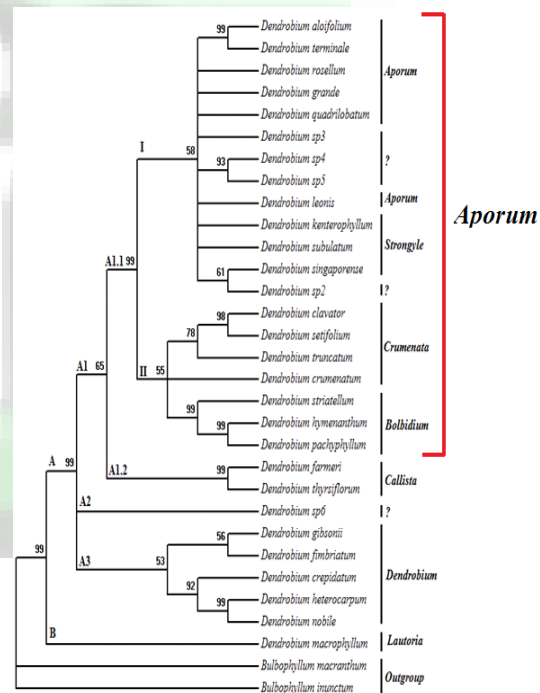 99 Dendrobium aloifolium
Dendrobium terminale
Dendrobium rosellum
Aporum
Dendrobium grande
Dendrobium quadrilobatum
I
58
Dendrobium sp3
93 Dendrobium sp4
?
Dendrobium sp5
Dendrobium leonis
Aporum
Aporum
Dendrobium kenterophyllum
Dendrobium subulatum
Strongyle
A1.1 99
61 Dendrobium singaporense
Dendrobium sp2
?
98 Dendrobium clavator
78
Dendrobium setifolium
Dendrobium truncatum
Crumenata
A1 65
II 55
Dendrobium crumenatum
Dendrobium striatellum
99
99 Dendrobium hymenanthum
Bolbidium
Dendrobium pachyphyllum
A 99
A1.2
99 Dendrobium farmeri
Callista
Dendrobium thyrsiflorum
A2
Dendrobium sp6
?
56 Dendrobium gibsonii
99
A3
53
Dendrobium fimbriatum
Dendrobium crepidatum
Dendrobium
92
99 Dendrobium heterocarpum
Dendrobium nobile
B
Dendrobium macrophyllum
Lautoria
Bulbophyllum macranthum
Outgroup
Bulbophyllum inunctum